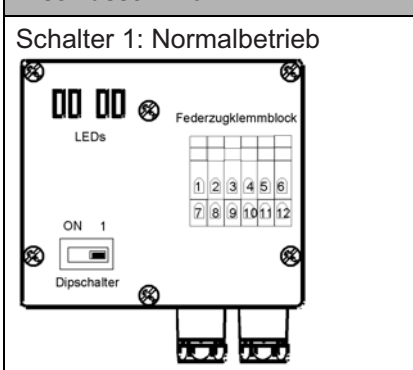 Schalter 1: Normalbetrieb
Federzugklemmblock
LEDs
1 2 3 4 5 6
7 8 9 10 11 12
ON 1
Dipschalter